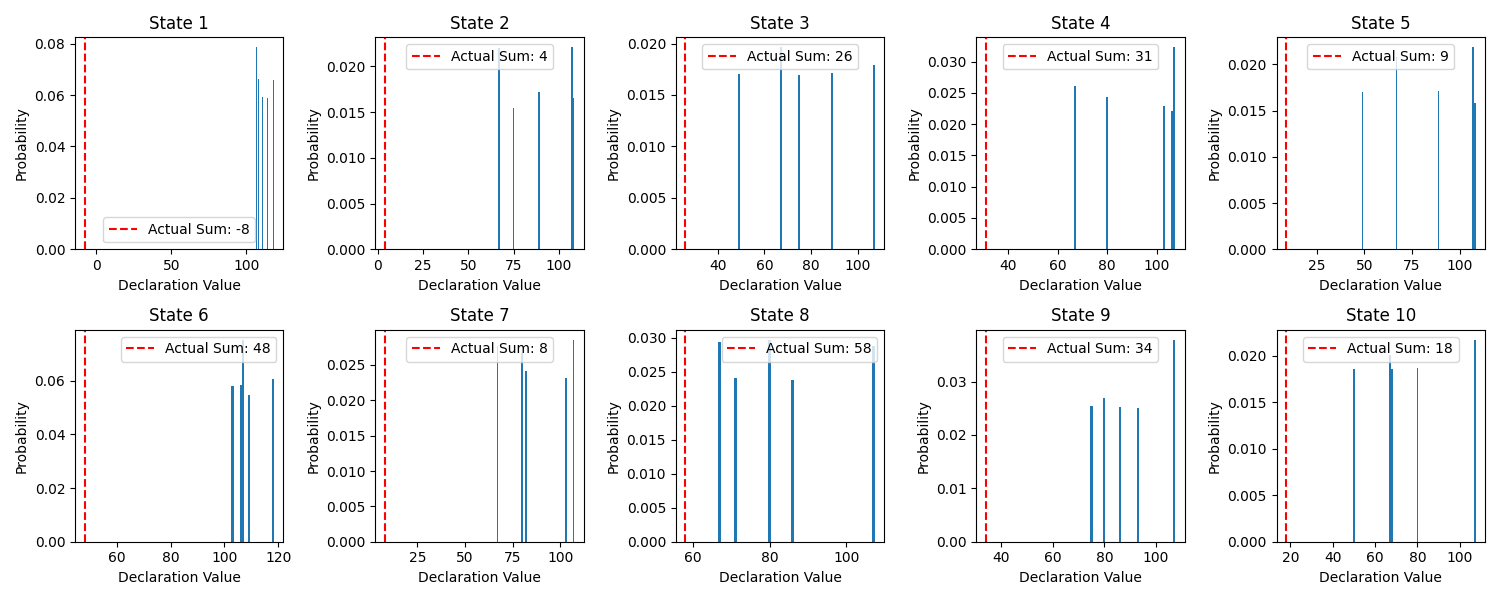 State 1
0.08
0.06
0.04
0.02
0.00
Probability
Actual Sum: -8
0 50 100
Declaration Value
State 2
0.020
0.015
0.010
0.005
0.000
Probability
Actual Sum: 4
0 25 50 75 100
Declaration Value
State 3
0.020
0.015
0.010
0.005
0.000
Probability
Actual Sum: 26
40 60 80 100
Declaration Value
State 4
0.030
0.025
0.020
0.015
0.010
0.005
0.000
Probability
Actual Sum: 31
40 60 80 100
Declaration Value
State 5
0.020
0.015
0.010
0.005
0.000
Probability
Actual Sum: 9
25 50 75 100
Declaration Value
State 6
0.06
0.04
0.02
0.00
Probability
Actual Sum: 48
60 80 100 120
Declaration Value
State 7
0.025
0.020
0.015
0.010
0.005
0.000
Probability
Actual Sum: 8
25 50 75 100
Declaration Value
State 8
0.030
0.025
0.020
0.015
0.010
0.005
0.000
Probability
Actual Sum: 58
60 80 100
Declaration Value
State 9
0.03
0.02
0.01
0.00
Probability
Actual Sum: 34
40 60 80 100
Declaration Value
State 10
0.020
0.015
0.010
0.005
0.000
Probability
Actual Sum: 18
20 40 60 80 100
Declaration Value